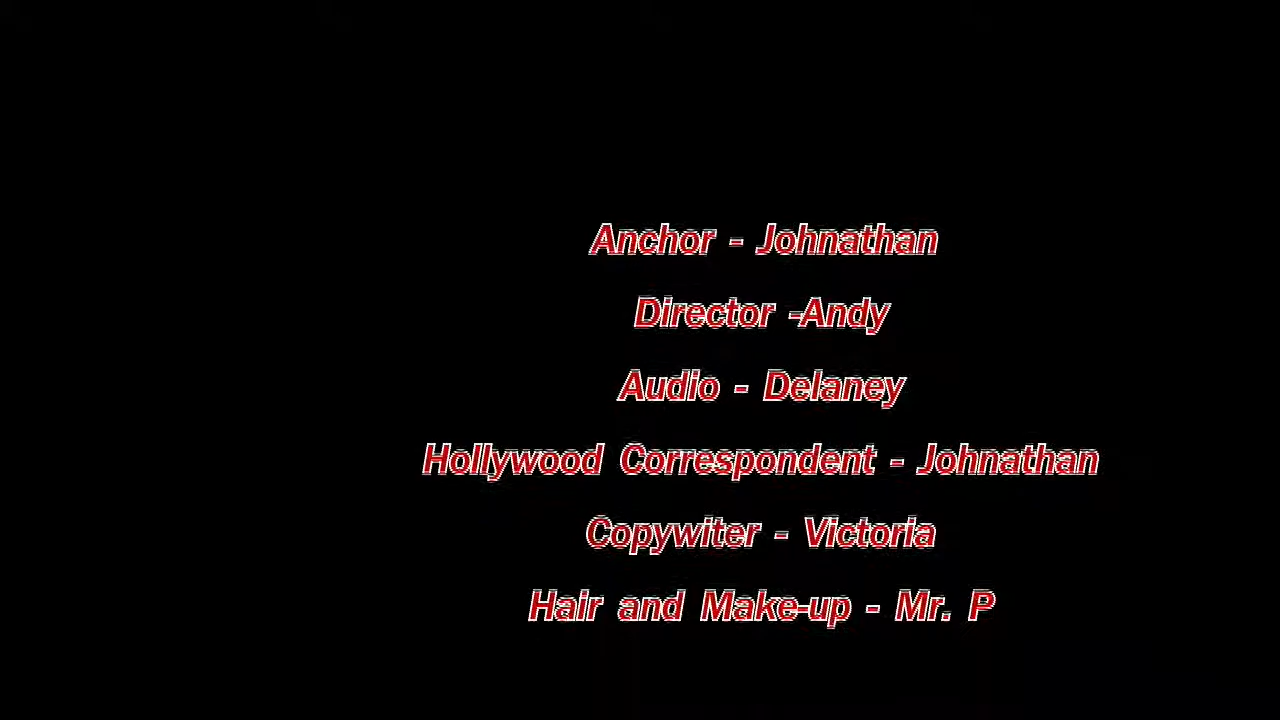 Anchor - Johnathan
Director -Andy
Audio - Delaney
Hollywood Correspondent - Johnathan
Copywiter - Victoria
Hair and Make-up - Mr. P